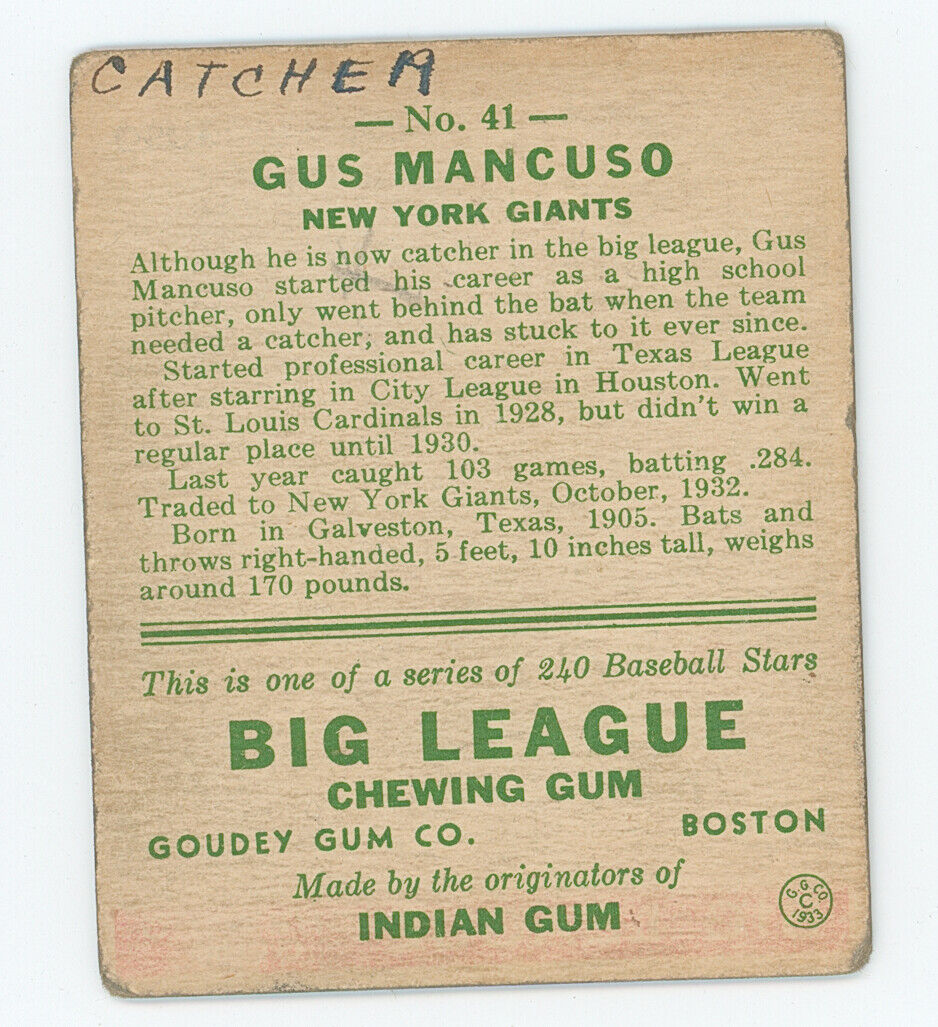 CATCHER
— No. 41 —
GUS MANCUSO
NEW YORK GIANTS
Although he is now catcher in the big league, Gus
Mancuso started his career as a high school
pitcher, only went behind the bat when the team
needed a catcher, and has stuck to it ever since.
Started professional career in Texas League
after starring in City League in Houston. Went
to St. Louis Cardinals in 1928, but didn't win a
regular place until 1930.
Last year caught 103 games, batting .284.
Traded to New York Giants, October, 1932.
Born in Galveston, Texas, 1905. Bats and
throws right-handed, 5 feet, 10 inches tall, weighs
around 170 pounds.
This is one of a series of 240 Baseball Stars
BIG LEAGUE
CHEWING GUM
GOUDEY GUM CO. BOSTON
Made by the originators of
INDIAN GUM
G.G.CO.
C
1933